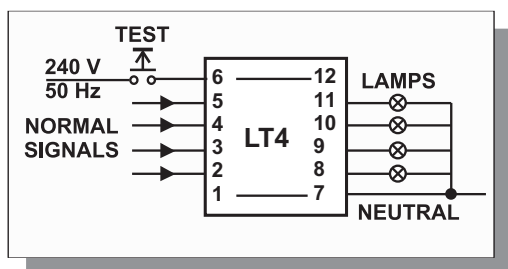 TEST
240 V
50 Hz
6 12
LAMPS
5 11
4 10
NORMAL
SIGNALS
LT4
3 9
2 8
1 7
NEUTRAL